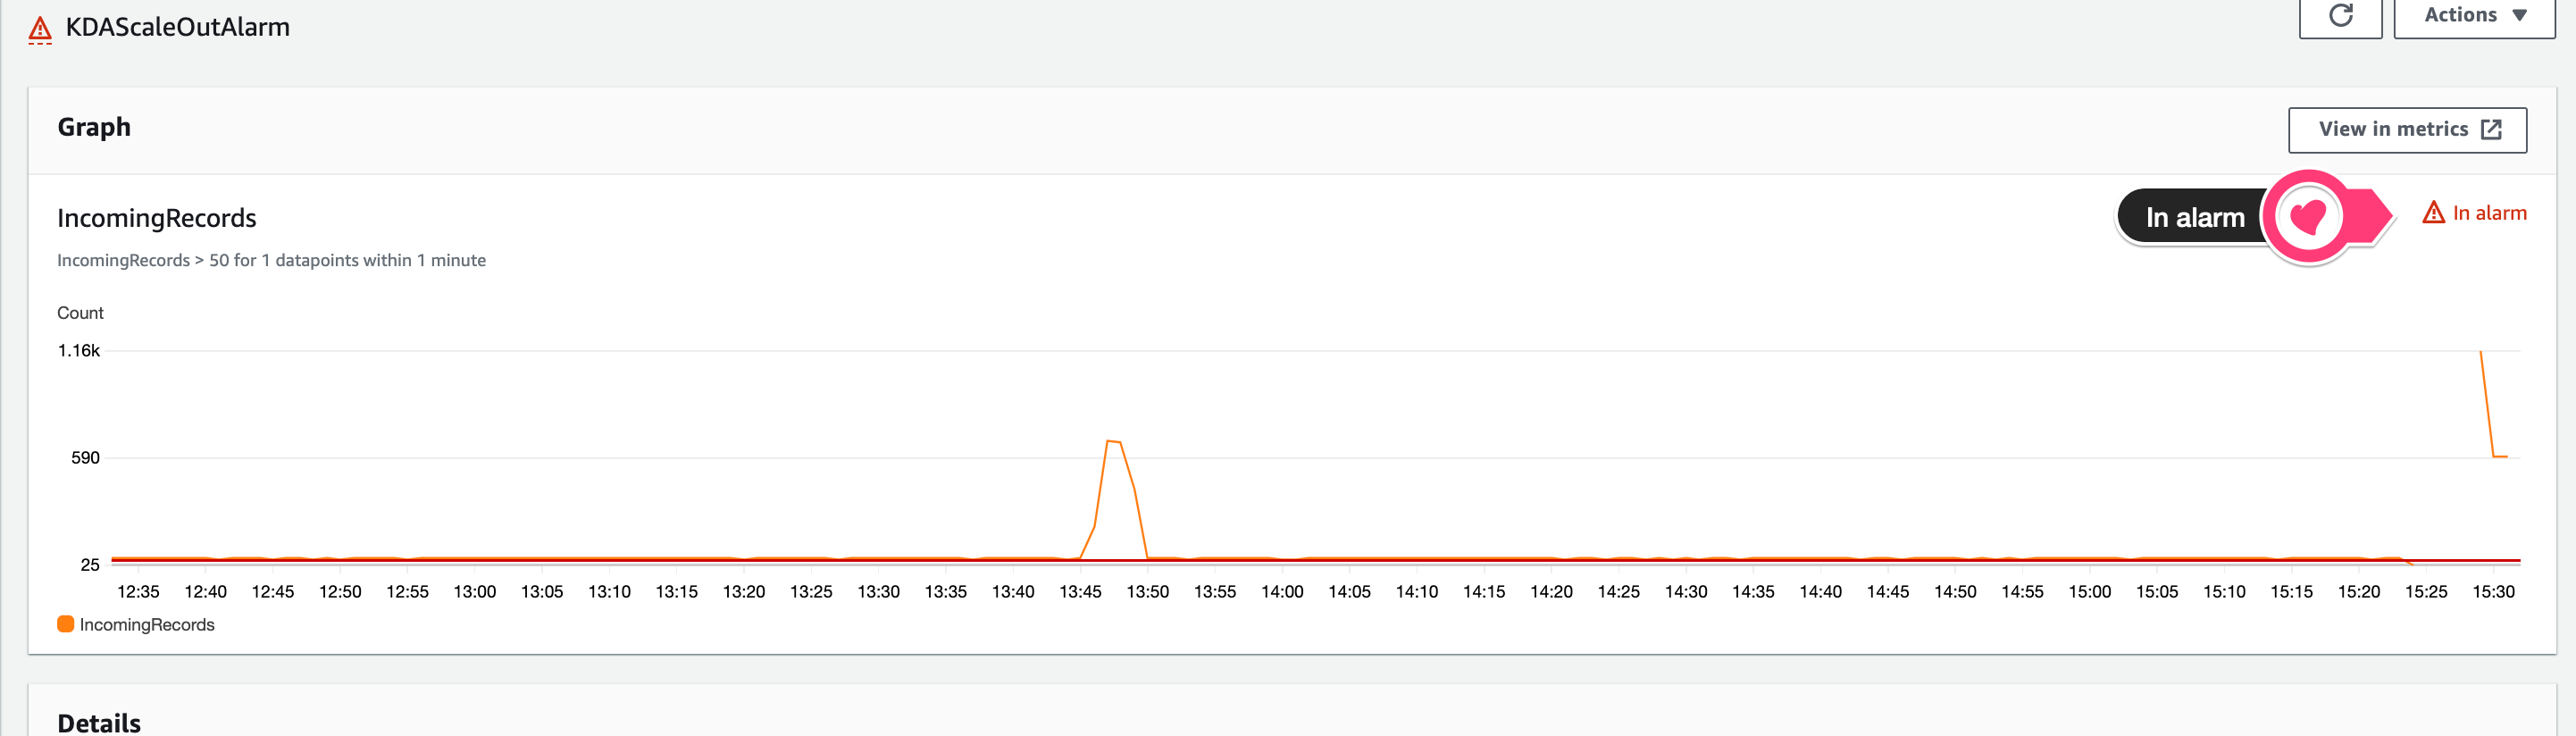 KDAScaleOutAlarm
Actions
Graph
View in metrics
IncomingRecords
In alarm
In alarm
IncomingRecords > 50 for 1 datapoints within 1 minute
Count
1.16k
590
25
12:35 12:40 12:45 12:50 12:55 13:00 13:05 13:10 13:15 13:20 13:25 13:30 13:35 13:40 13:45 13:50 13:55 14:00 14:05 14:10 14:15 14:20 14:25 14:30 14:35 14:40 14:45 14:50 14:55 15:00 15:05 15:10 15:15 15:20 15:25 15:30
IncomingRecords
Details